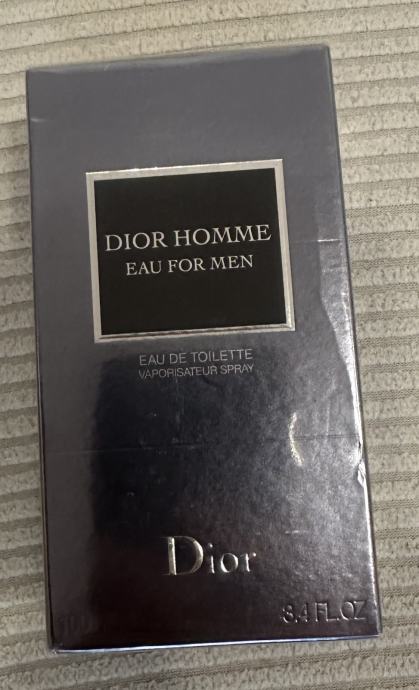 DIOR HOMME
EAU FOR MEN
EAU DE TOILETTE
VAPORISATEUR SPRAY
Dior
3.4 FL.OZ